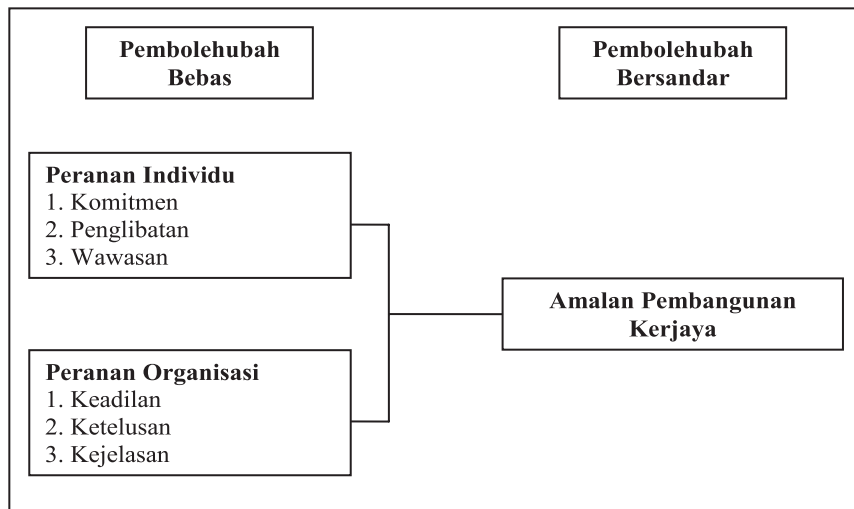 Pembolehubah
Bebas
Pembolehubah
Bersandar
Peranan Individu
1. Komitmen
2. Penglibatan
3. Wawasan
Amalan Pembangunan
Kerjaya
Peranan Organisasi
1. Keadilan
2. Ketelusan
3. Kejelasan